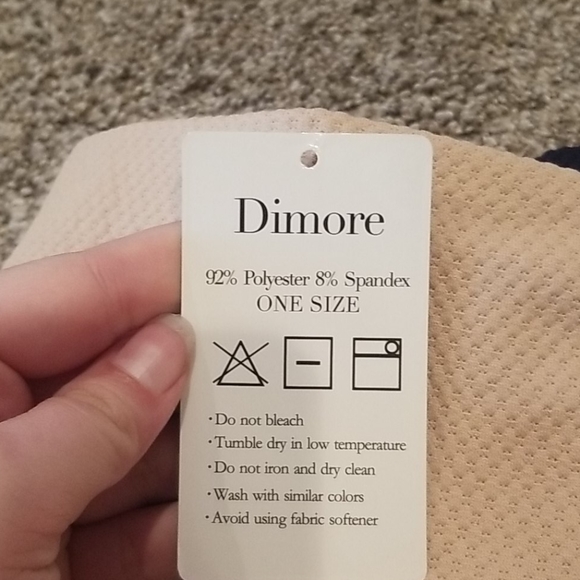 Dimore
92% Polyester 8% Spandex
ONE SIZE
·Do not bleach
·Tumble dry in low temperature
·Do not iron and dry clean
·Wash with similar colors
·Avoid using fabric softener